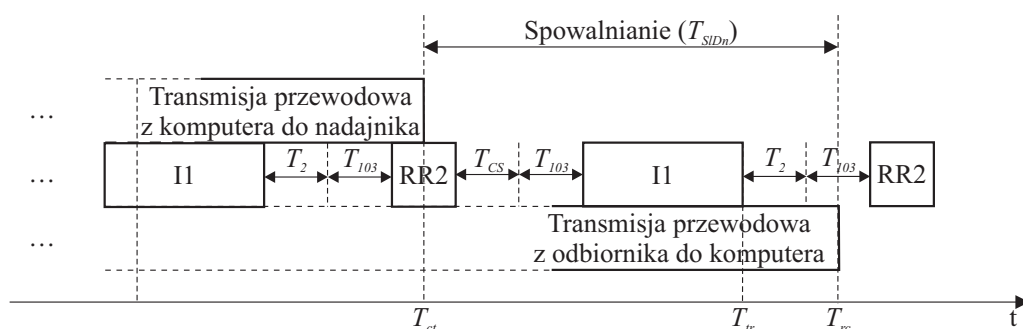 Spowalnianie (T_SlDn)
Transmisja przewodowa
z komputera do nadajnika
...
... I1 T_2 T_103 RR2 T_CS T_103 I1 T_2 T_103 RR2
...
Transmisja przewodowa
z odbiornika do komputera
T_ct T_tr T_rc t